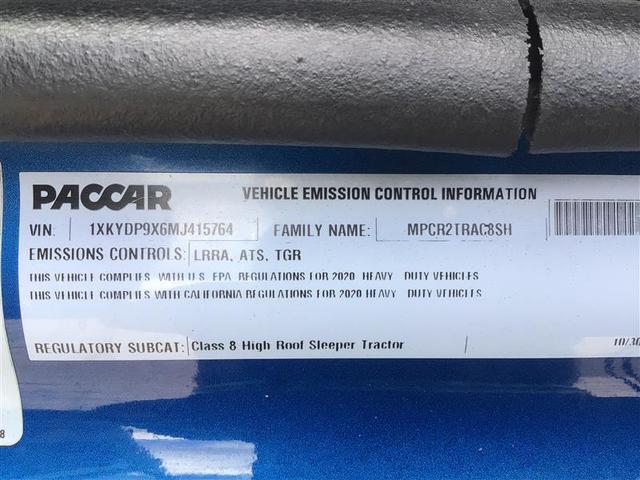 PACCAR VEHICLE EMISSION CONTROL INFORMATION
VIN: 1XKYDP9X6MJ415764 FAMILY NAME: MPCR2TRAC8SH
EMISSIONS CONTROLS: LRRA, ATS, TGR
THIS VEHICLE COMPLIES WITH U.S. EPA REGULATIONS FOR 2020 HEAVY DUTY VEHICLES
THIS VEHICLE COMPLIES WITH CALIFORNIA REGULATIONS FOR 2020 HEAVY DUTY VEHICLES
REGULATORY SUBCAT: Class 8 High Roof Sleeper Tractor 10/30
8